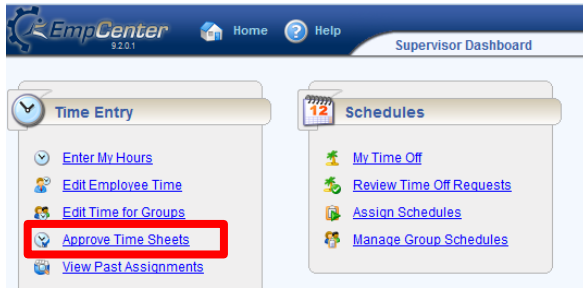 EmpCenter
9.2.0.1
Home
Help
Supervisor Dashboard
Time Entry
Enter My Hours
Edit Employee Time
Edit Time for Groups
Approve Time Sheets
View Past Assignments
12
Schedules
My Time Off
Review Time Off Requests
Assign Schedules
Manage Group Schedules